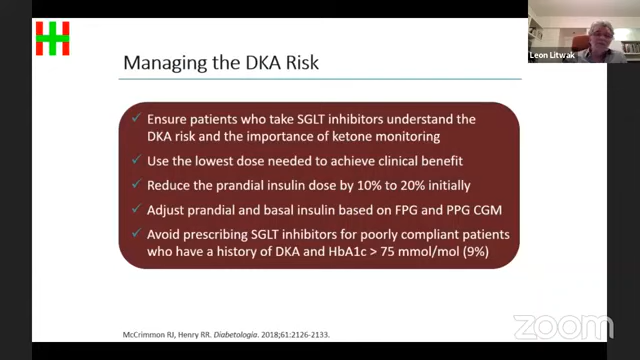 Leon Litwak
Managing the DKA Risk
✓ Ensure patients who take SGLT inhibitors understand the
DKA risk and the importance of ketone monitoring
✓ Use the lowest dose needed to achieve clinical benefit
✓ Reduce the prandial insulin dose by 10% to 20% initially
✓ Adjust prandial and basal insulin based on FPG and PPG CGM
✓ Avoid prescribing SGLT inhibitors for poorly compliant patients
who have a history of DKA and HbA1c > 75 mmol/mol (9%)
McCrimmon RJ, Henry RR. Diabetologia. 2018;61:2126-2133.
zoom